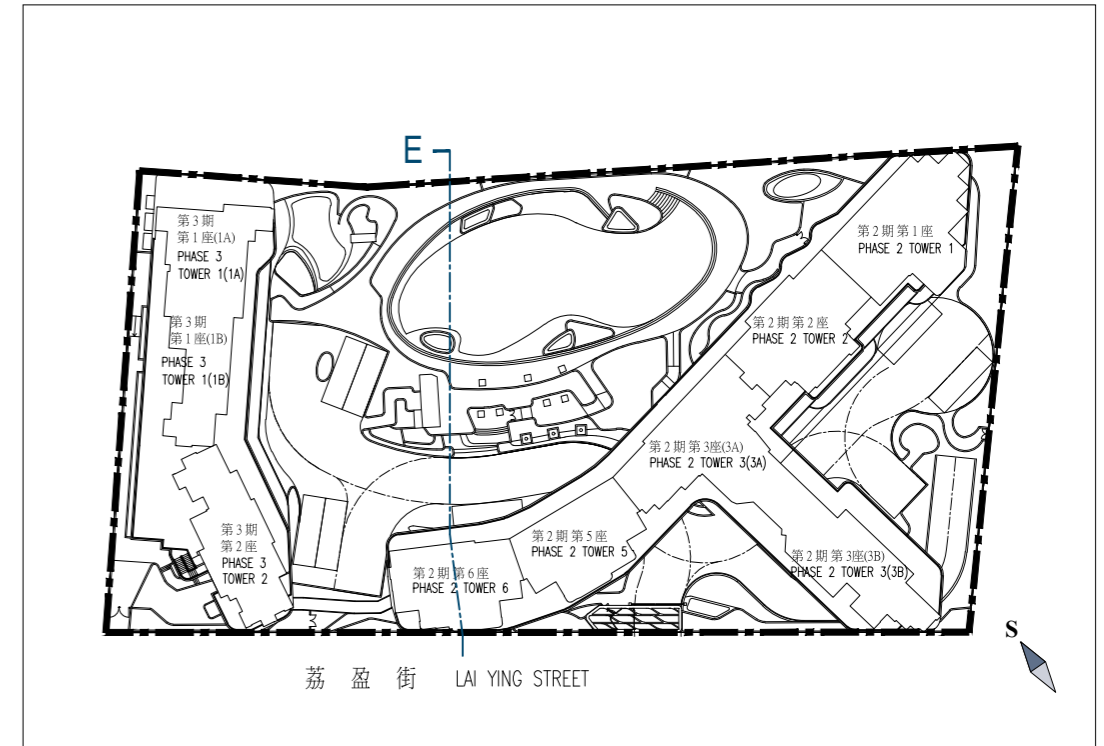 E
第3期
第1座(1A)
PHASE 3
TOWER 1(1A)
第3期
第1座(1B)
PHASE 3
TOWER 1(1B)
第3期
第2座
PHASE 3
TOWER 2
第2期第1座
PHASE 2 TOWER 1
第2期第2座
PHASE 2 TOWER 2
第2期第3座(3A)
PHASE 2 TOWER 3(3A)
第2期第5座
PHASE 2 TOWER 5
第2期第6座
PHASE 2 TOWER 6
第2期第3座(3B)
PHASE 2 TOWER 3(3B)
S
荔盈街 LAI YING STREET